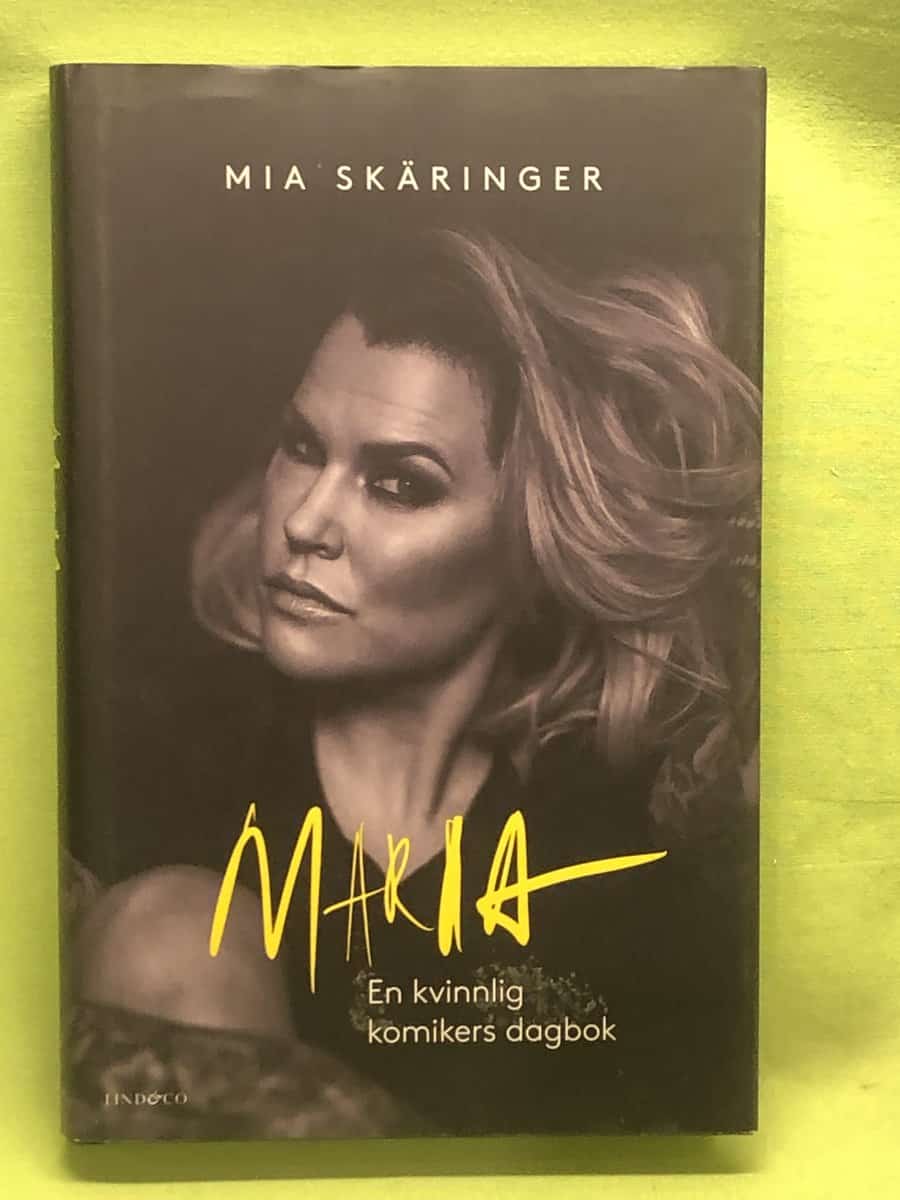 MIA SKÄRINGER
MARIA
En kvinnlig
komikers dagbok
LIND&CO